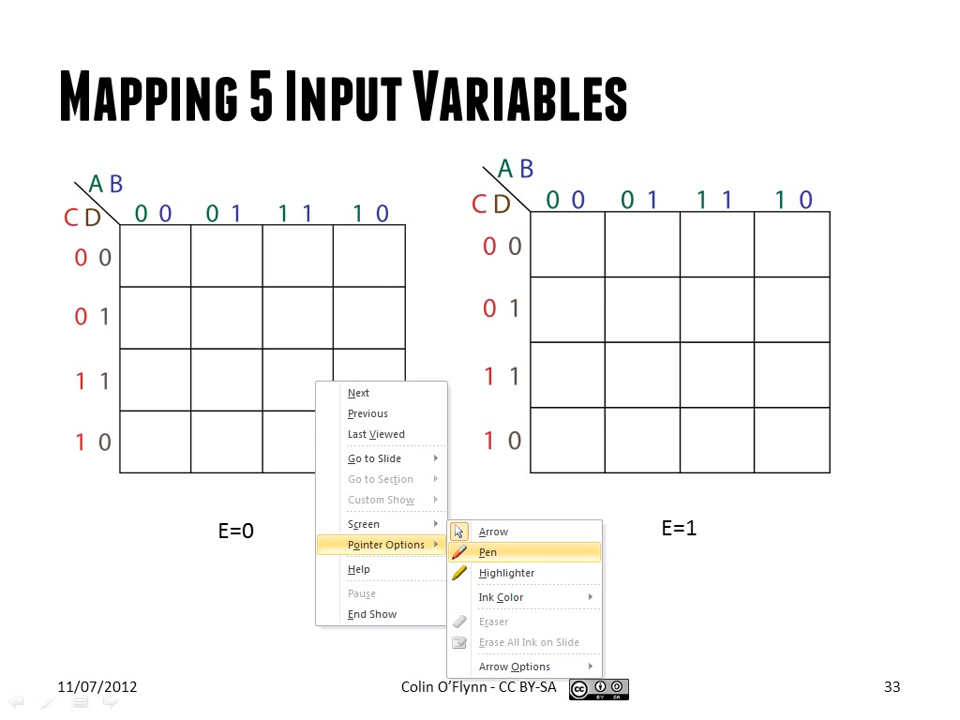 MAPPING 5 INPUT VARIABLES
A B
C D
0 0 0 1 1 1 1 0
0 0
0 1
1 1
1 0
E=0
A B
C D
0 0 0 1 1 1 1 0
0 0
0 1
1 1
1 0
E=1
Next
Previous
Last Viewed
Go to Slide
Go to Section
Custom Show
Screen
Pointer Options
Help
Pause
End Show
Arrow
Pen
Highlighter
Ink Color
Eraser
Erase All Ink on Slide
Arrow Options
11/07/2012
Colin O'Flynn - CC BY-SA
cc
BY SA
33